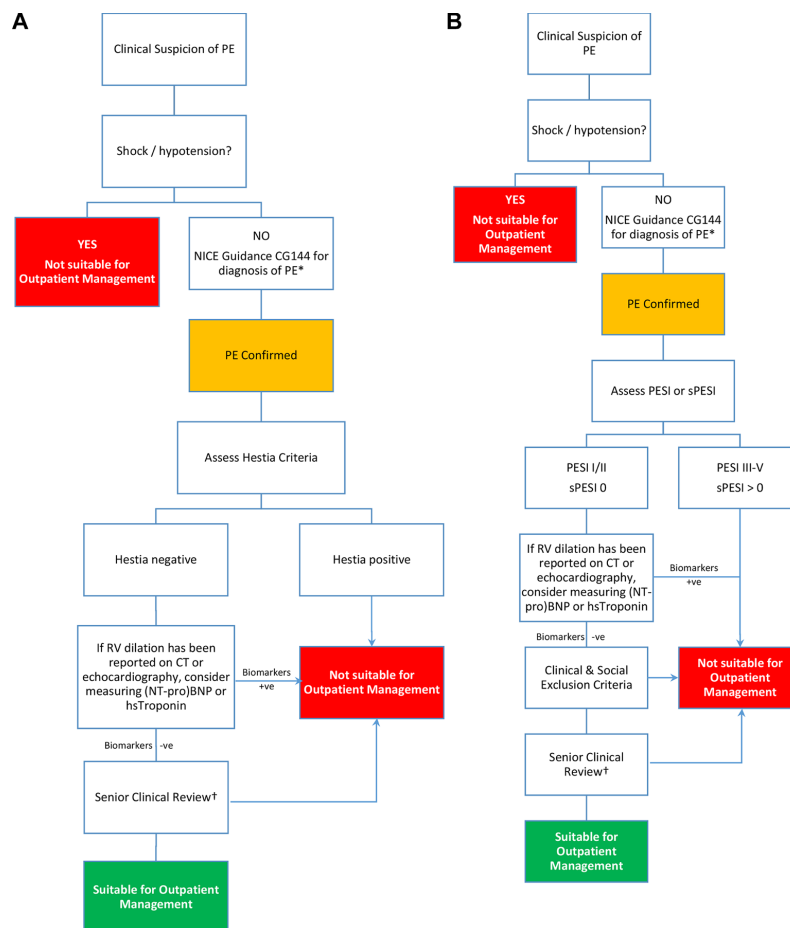 A
Clinical Suspicion of PE
Shock / hypotension?
YES
Not suitable for
Outpatient Management
NO
NICE Guidance CG144 for
diagnosis of PE*
PE Confirmed
Assess Hestia Criteria
Hestia negative
Hestia positive
If RV dilation has been
reported on CT or
echocardiography, consider
measuring (NT-pro)BNP or
hsTroponin
Biomarkers
+ve
Not suitable for
Outpatient Management
Biomarkers -ve
Senior Clinical Review†
Suitable for Outpatient
Management
B
Clinical Suspicion of
PE
Shock / hypotension?
YES
Not suitable for
Outpatient
Management
NO
NICE Guidance CG144
for diagnosis of PE*
PE Confirmed
Assess PESI or sPESI
PESI I/II
sPESI 0
PESI III-V
sPESI > 0
If RV dilation has been
reported on CT or
echocardiography,
consider measuring (NT-
pro)BNP or hsTroponin
Biomarkers
+ve
Biomarkers -ve
Clinical & Social
Exclusion Criteria
Not suitable for
Outpatient
Management
Senior Clinical
Review†
Suitable for
Outpatient
Management